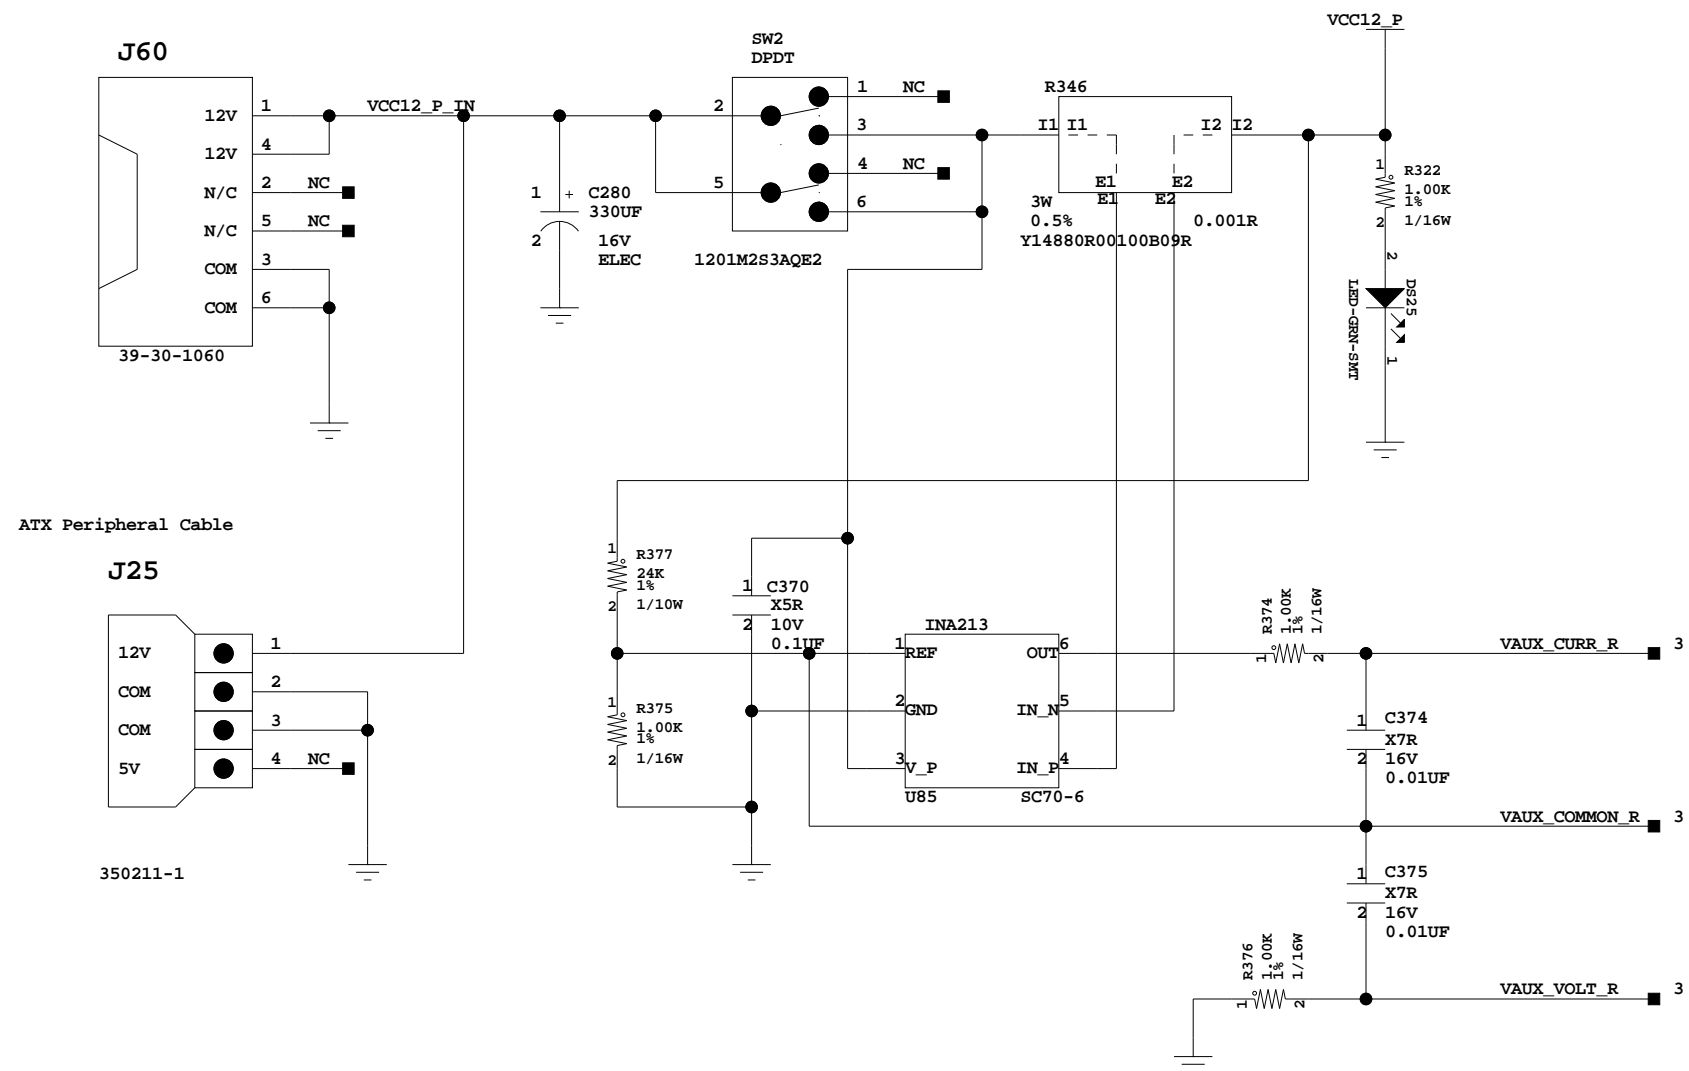 VCC12_P
SW2
DPDT
J60
12V 1
12V 4
N/C 2 NC
N/C 5 NC
COM 3
COM 6
39-30-1060
VCC12_P_IN
1 + C280
330UF
2 16V
ELEC
2
5
1 NC
3
4 NC
6
1201M2S3AQE2
R346
I1 I1
I2 I2
E1 E2
E1 E2
3W
0.5% 0.001R
Y14880R00100B09R
1 R322
1.00K
1%
2 1/16W
2
DS25
LED-GRN-SMT
1
ATX Peripheral Cable
J25
12V 1
COM 2
COM 3
5V 4 NC
350211-1
1 R377
24K
1%
2 1/10W
1 C370
X5R
2 10V
0.1UF
1 R375
1.00K
1%
2 1/16W
INA213
1 REF OUT 6
2 GND IN_N 5
3 V_P IN_P 4
U85 SC70-6
R374
1.00K
1%
1/16W
1 2
VAUX_CURR_R 3
1 C374
X7R
2 16V
0.01UF
VAUX_COMMON_R 3
1 C375
X7R
2 16V
0.01UF
R376
1.00K
1%
1/16W
1 2
VAUX_VOLT_R 3